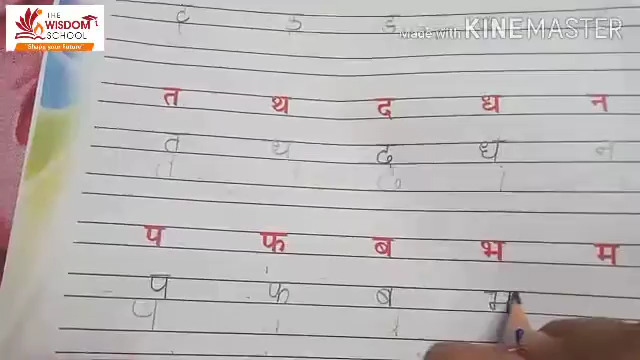 THE
WISDOM
SCHOOL
"Shape your Future"
Made with KINEMASTER
त थ द ध न
त थ द ध न
प फ ब भ म
प फ ब
प